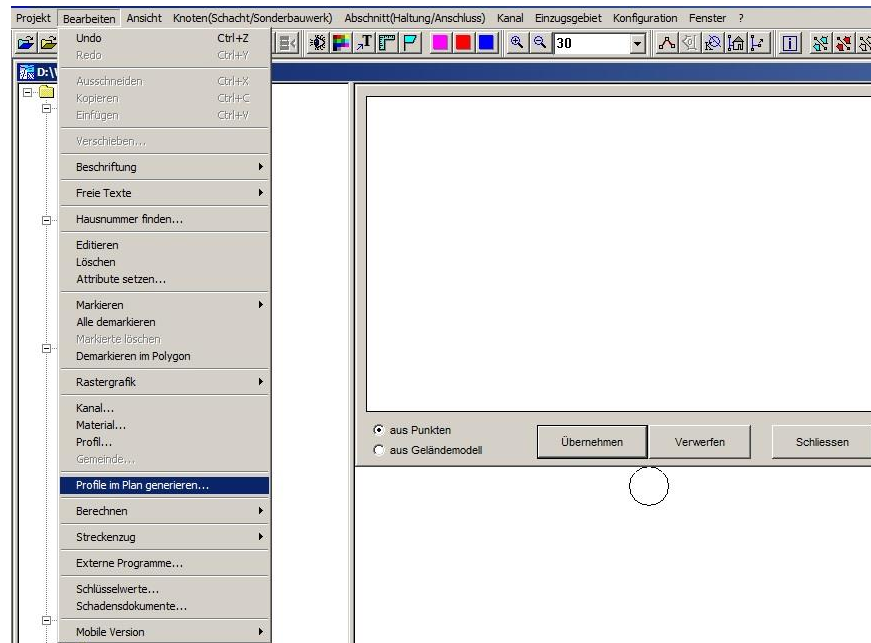 Projekt Bearbeiten Ansicht Knoten(Schacht/Sonderbauwerk) Abschnitt(Haltung/Anschluss) Kanal Einzugsgebiet Konfiguration Fenster ?
30
D:\
Undo Ctrl+Z
Redo Ctrl+Y
Ausschneiden Ctrl+X
Kopieren Ctrl+C
Einfügen Ctrl+V
Verschieben...
Beschriftung
Freie Texte
Hausnummer finden...
Editieren
Löschen
Attribute setzen...
Markieren
Alle demarkieren
Markierte löschen
Demarkieren im Polygon
Rastergrafik
Kanal...
Material...
Profil...
Gemeinde...
Profile im Plan generieren...
Berechnen
Streckenzug
Externe Programme...
Schlüsselwerte...
Schadensdokumente...
Mobile Version
aus Punkten
aus Geländemodell
Übernehmen
Verwerfen
Schliessen